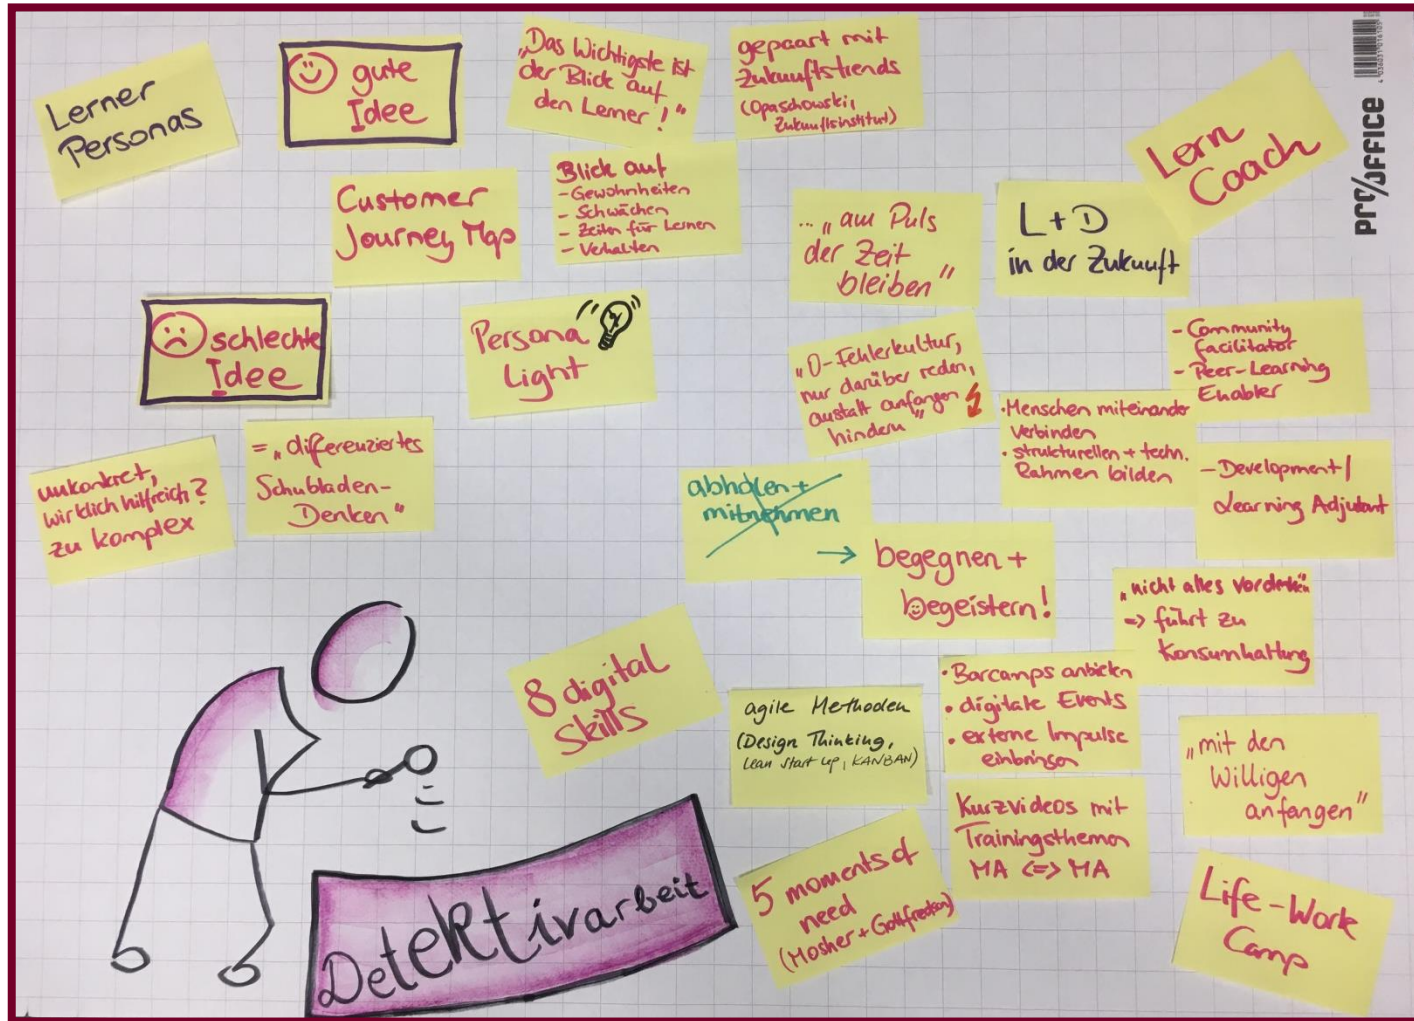 Lerner
Personas
gute
Idee
„Das Wichtigste ist
der Blick auf
den Lerner!"
gepaart mit
Zukunftstrends
(Opaschowski,
Zukunftsinstitut)
Lern
Coach
PRO/OFFICE
Customer
Journey Map
Blick auf
- Gewohnheiten
- Schwächen
- Zeiten für Lernen
- Verhalten
..."am Puls
der Zeit
bleiben"
L+D
in der Zukunft
schlechte
Idee
Persona
Light
„0-Fehlerkultur,
nur darüber reden,
anstatt anfangen
hindern"
- Community
facilitator
- Peer-Learning
Enabler
• Menschen miteinander
verbinden
• strukturellen + techn.
Rahmen bilden
- Development/
Learning Adjutant
unkonkret,
wirklich hilfreich?
zu komplex
= „differenziertes
Schubladen-
Denken"
abholen +
mitnehmen
→ begegnen +
begeistern!
„nicht alles
=> führt zu
Konsumhaltung
8 digital
Skills
agile Methoden
(Design Thinking,
Lean Start up, KANBAN)
• Barcamps anbieten
• digitale Events
• externe Impulse
einbringen
„mit den
Willigen
anfangen"
Kurzvideos mit
Trainingsthemen
MA <=> MA
5 moments of
need
(Mosher + Gottfredson)
Life-Work
Camp
Detektivarbeit